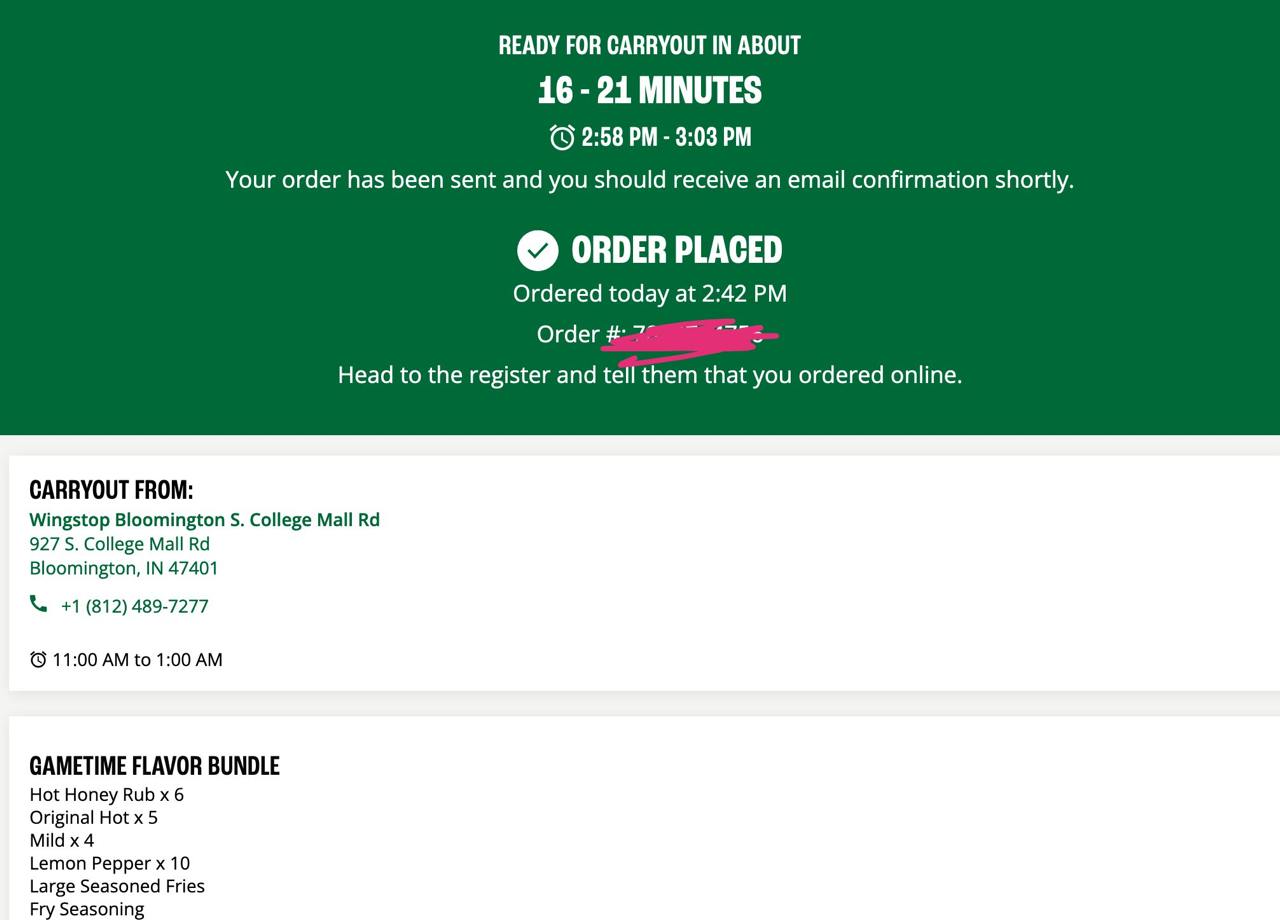 READY FOR CARRYOUT IN ABOUT
16 - 21 MINUTES
2:58 PM - 3:03 PM
Your order has been sent and you should receive an email confirmation shortly.
ORDER PLACED
Ordered today at 2:42 PM
Order #:
Head to the register and tell them that you ordered online.
CARRYOUT FROM:
Wingstop Bloomington S. College Mall Rd
927 S. College Mall Rd
Bloomington, IN 47401
+1 (812) 489-7277
11:00 AM to 1:00 AM
GAMETIME FLAVOR BUNDLE
Hot Honey Rub x 6
Original Hot x 5
Mild x 4
Lemon Pepper x 10
Large Seasoned Fries
Fry Seasoning